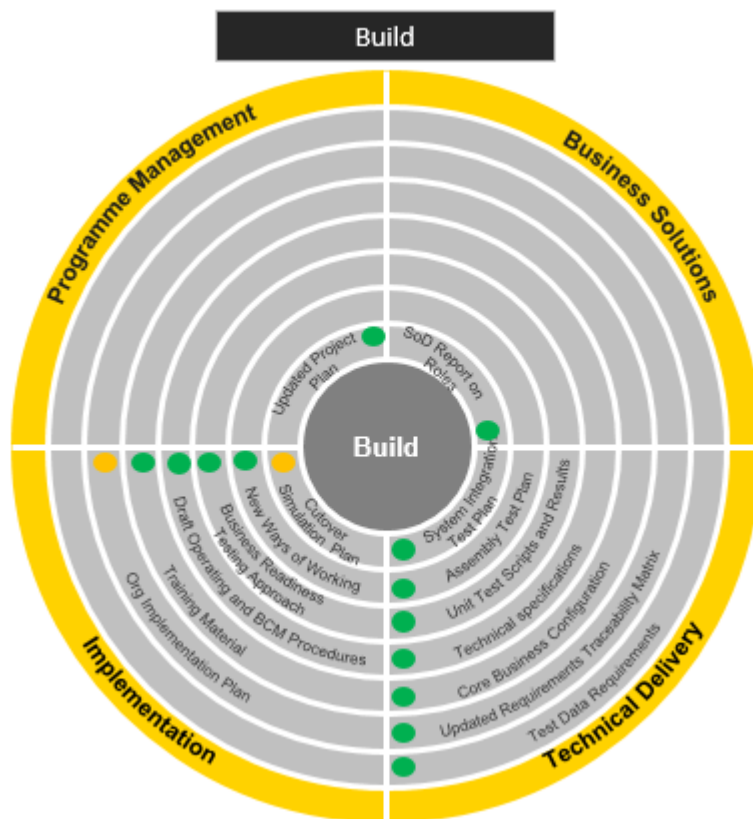 Build
Programme Management
Business Solutions
Updated Project
Plan
SoD Report on
Roles
Build
System Integration
Test Plan
Assembly Test Plan
Unit Test Scripts and Results
Technical specifications
Core Business Configuration
Updated Requirements Traceability Matrix
Test Data Requirements
Technical Delivery
Cutover
Simulation Plan
New Ways of Working
Business Readiness
Testing Approach
Draft Operating and BCM Procedures
Training Material
Org Implementation Plan
Implementation